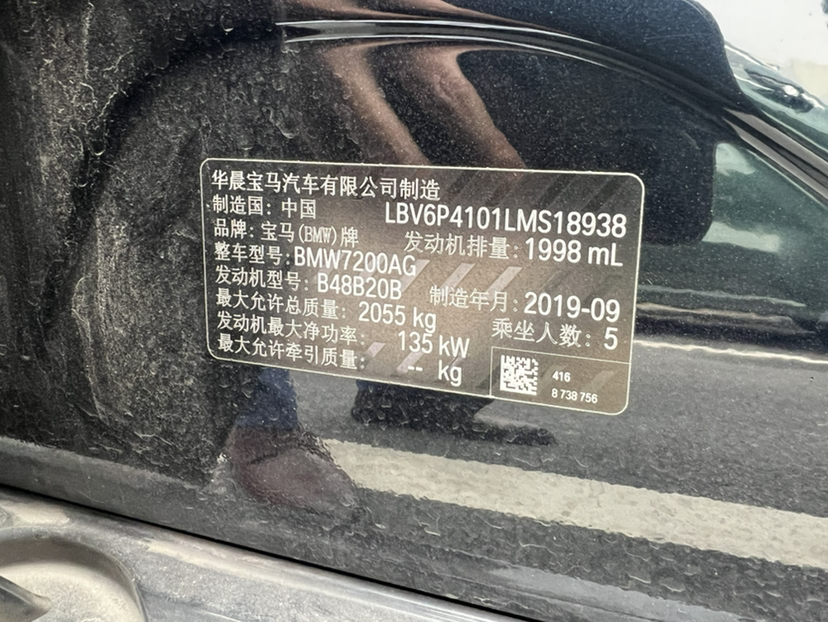 华晨宝马汽车有限公司制造
制造国: 中国 LBV6P4101LMS18938
品牌: 宝马(BMW)牌 发动机排量: 1998 mL
整车型号: BMW7200AG
发动机型号: B48B20B 制造年月: 2019-09
最大允许总质量: 2055 kg 乘坐人数: 5
发动机最大净功率: 135 kW
最大允许牵引质量: -- kg
416
8 738 756